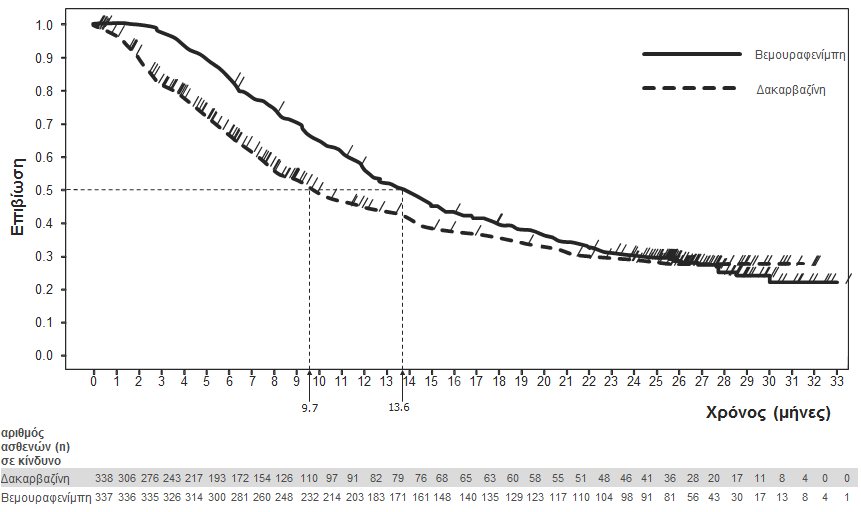 1.0
0.9
0.8
0.7
0.6
0.5
0.4
0.3
0.2
0.1
0.0
Επιβίωση
Βεμουραφενίμπη
Δακαρβαζίνη
0 1 2 3 4 5 6 7 8 9 10 11 12 13 14 15 16 17 18 19 20 21 22 23 24 25 26 27 28 29 30 31 32 33
9.7 13.6
Χρόνος (μήνες)
αριθμός
ασθενών (n)
σε κίνδυνο
Δακαρβαζίνη 338 306 276 243 217 193 172 154 126 110 97 91 82 79 76 68 65 63 60 58 55 51 48 46 41 36 28 20 17 11 8 4 0 0
Βεμουραφενίμπη 337 336 335 326 314 300 281 260 248 232 214 203 183 171 161 148 140 135 129 123 117 110 104 98 91 81 56 43 30 17 13 8 4 1